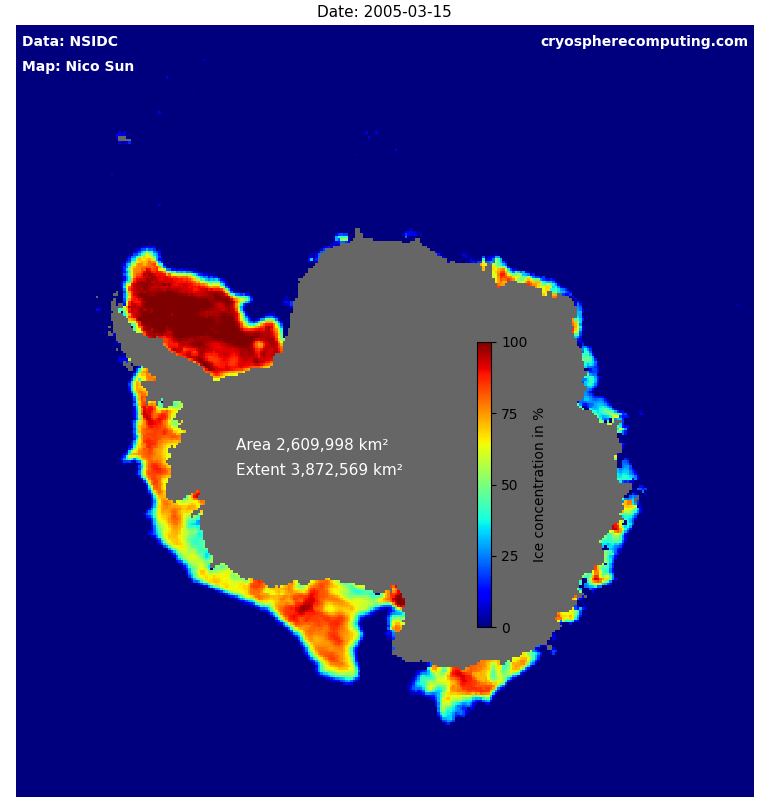 Date: 2005-03-15
Data: NSIDC
cryospherecomputing.com
Map: Nico Sun
100
75
50
25
0
Ice concentration in %
Area 2,609,998 km²
Extent 3,872,569 km²